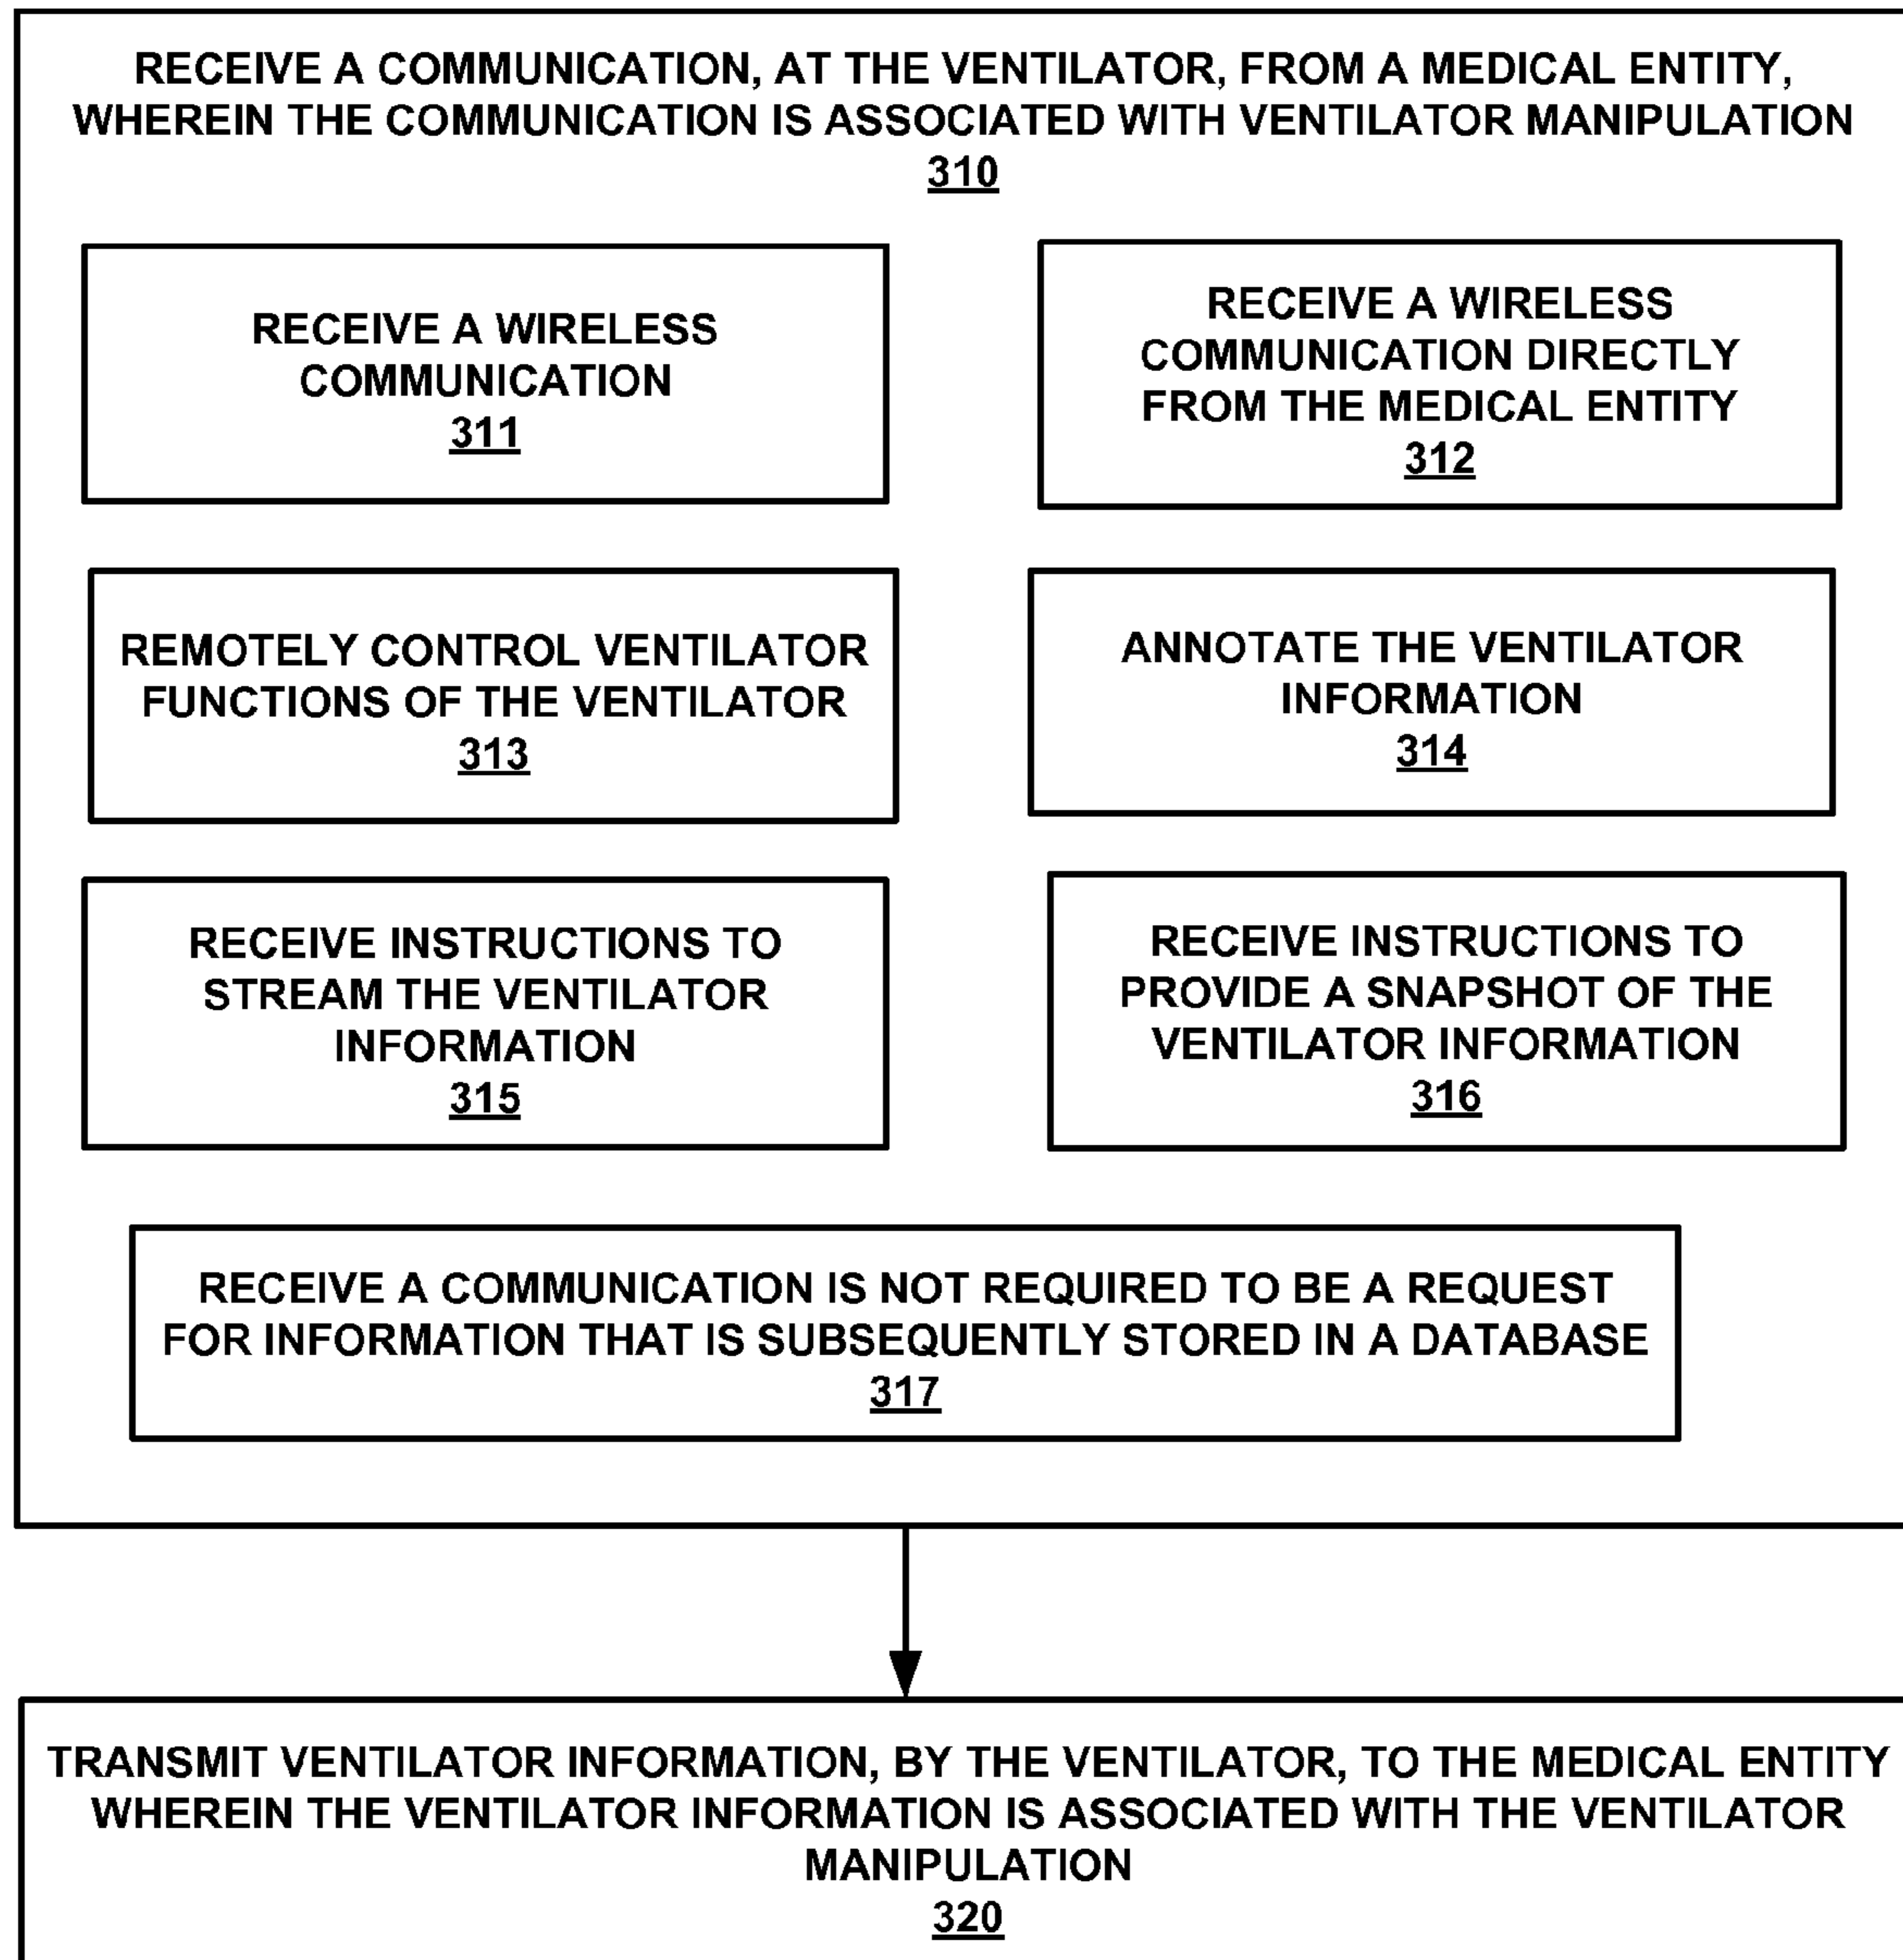 RECEIVE A COMMUNICATION, AT THE VENTILATOR, FROM A MEDICAL ENTITY,
WHEREIN THE COMMUNICATION IS ASSOCIATED WITH VENTILATOR MANIPULATION
310
RECEIVE A WIRELESS
COMMUNICATION
311
RECEIVE A WIRELESS
COMMUNICATION DIRECTLY
FROM THE MEDICAL ENTITY
312
REMOTELY CONTROL VENTILATOR
FUNCTIONS OF THE VENTILATOR
313
ANNOTATE THE VENTILATOR
INFORMATION
314
RECEIVE INSTRUCTIONS TO
STREAM THE VENTILATOR
INFORMATION
315
RECEIVE INSTRUCTIONS TO
PROVIDE A SNAPSHOT OF THE
VENTILATOR INFORMATION
316
RECEIVE A COMMUNICATION IS NOT REQUIRED TO BE A REQUEST
FOR INFORMATION THAT IS SUBSEQUENTLY STORED IN A DATABASE
317
TRANSMIT VENTILATOR INFORMATION, BY THE VENTILATOR, TO THE MEDICAL ENTITY
WHEREIN THE VENTILATOR INFORMATION IS ASSOCIATED WITH THE VENTILATOR
MANIPULATION
320